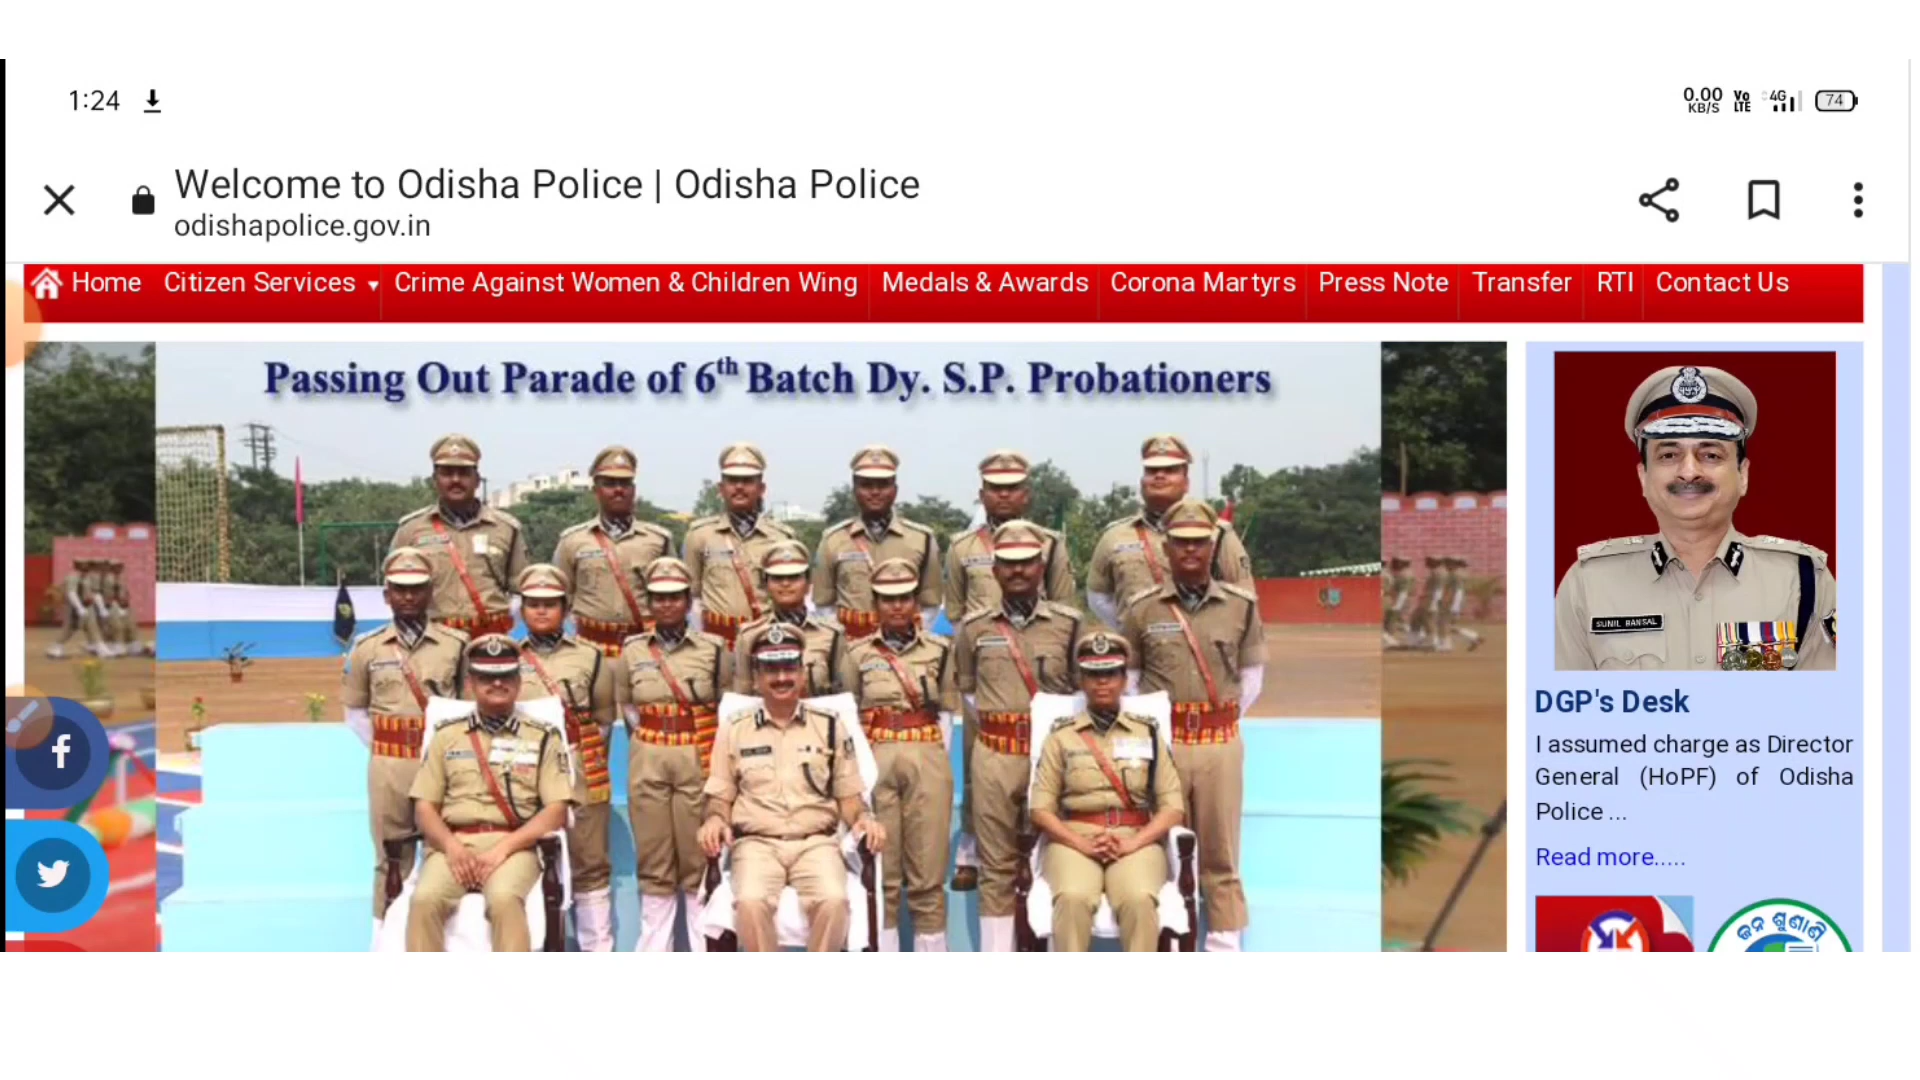 1:24
0.00 KB/S Vo LTE 4G 74
Welcome to Odisha Police | Odisha Police
odishapolice.gov.in
Home Citizen Services Crime Against Women & Children Wing Medals & Awards Corona Martyrs Press Note Transfer RTI Contact Us
Passing Out Parade of 6th Batch Dy. S.P. Probationers
SUNIL BANSAL
DGP's Desk
I assumed charge as Director
General (HoPF) of Odisha
Police ...
Read more.....
ଜନ ଶୁଣାଣି